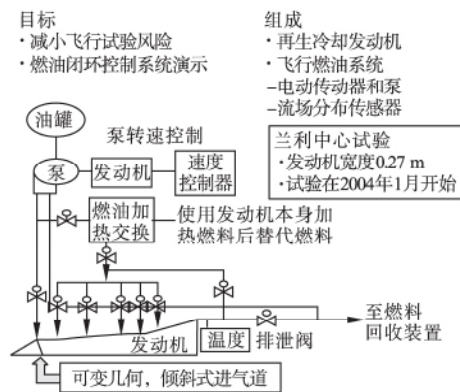 目标
·减小飞行试验风险
·燃油闭环控制系统演示
组成
·再生冷却发动机
·飞行燃油系统
–电动传动器和泵
–流场分布传感器
兰利中心试验
·发动机宽度0.27 m
·试验在2004年1月开始
油罐
泵转速控制
泵
发动机
速度
控制器
燃油加
热交换
使用发动机本身加
热燃料后替代燃料
发动机
温度
排泄阀
至燃料
回收装置
可变几何，倾斜式进气道